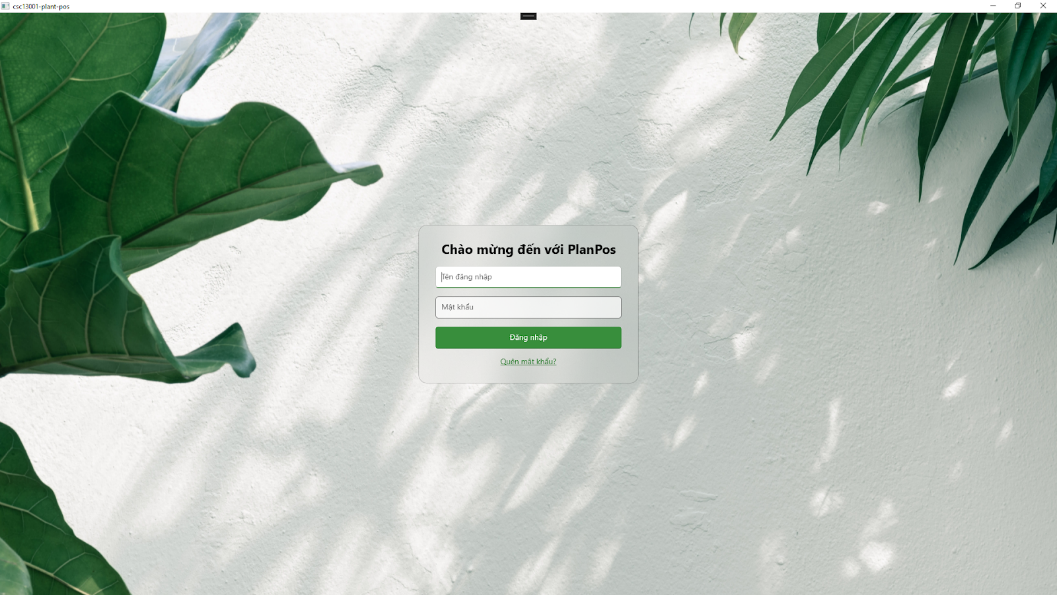 csc13001-plant-pos
Chào mừng đến với PlanPos
Tên đăng nhập
Mật khẩu
Đăng nhập
Quên mật khẩu?